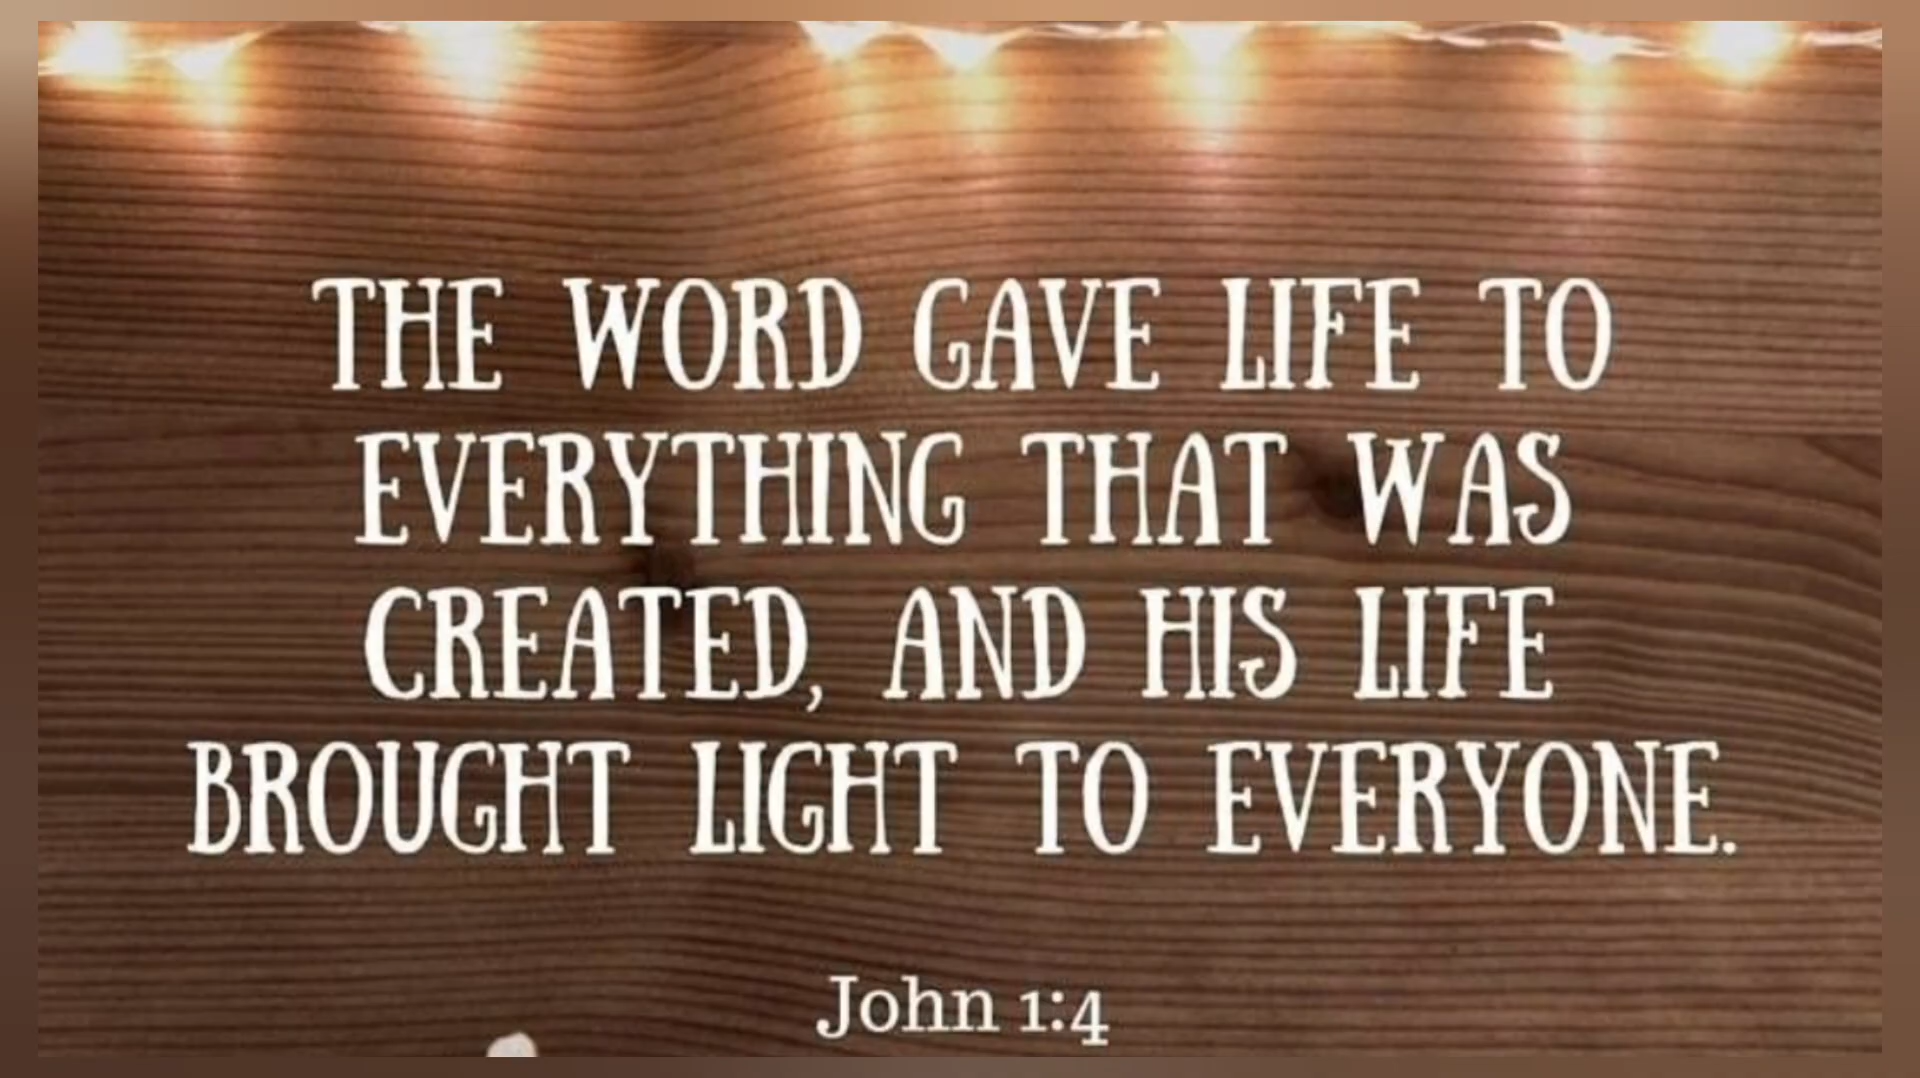 THE WORD GAVE LIFE TO
EVERYTHING THAT WAS
CREATED, AND HIS LIFE
BROUGHT LIGHT TO EVERYONE.
John 1:4